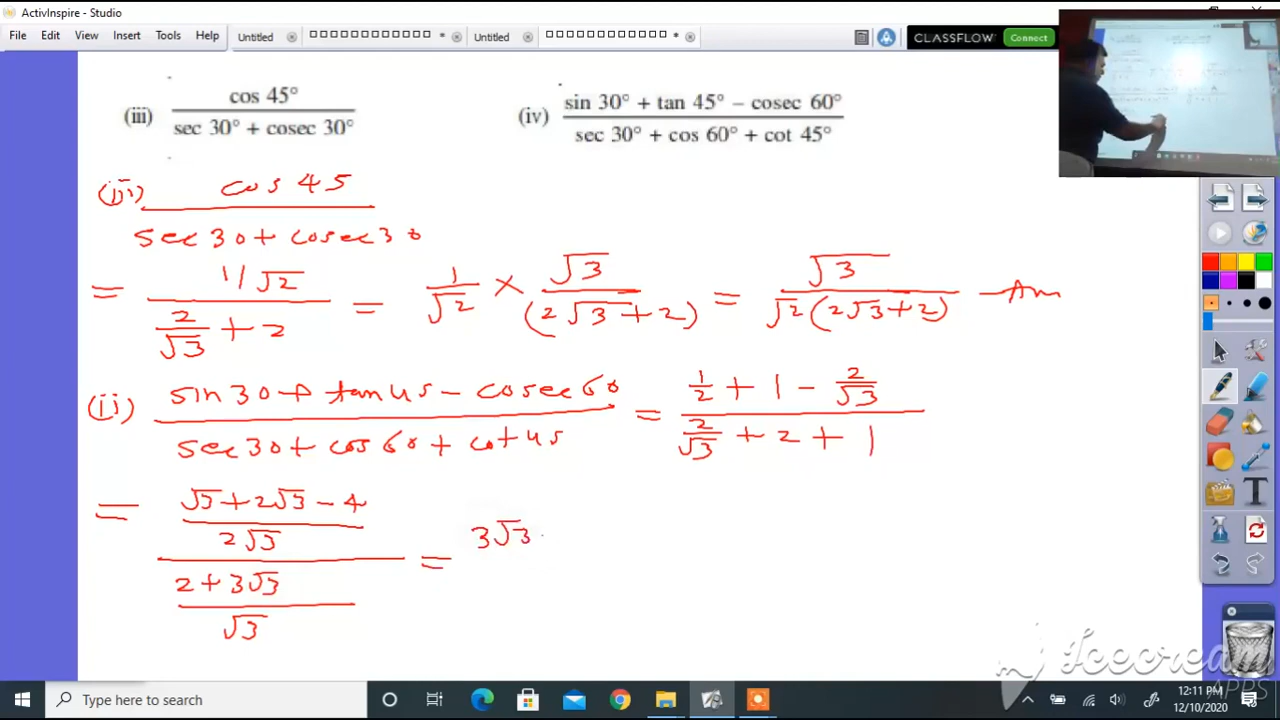 ActivInspire - Studio
File Edit View Insert Tools Help Untitled * Untitled *
CLASSFLOW Connect
(iii) cos 45° / sec 30° + cosec 30°
(iv) sin 30° + tan 45° – cosec 60° / sec 30° + cos 60° + cot 45°
(iii) cos 45 / sec 30 + cosec 30
= 1/√2 / (2/√3 + 2) = 1/√2 × √3/(2√3+2) = √3/√2(2√3+2) Ans
(ii) sin 30 + tan 45 - cosec 60 / sec 30 + cos 60 + cot 45 = 1/2 + 1 - 2/√3 / 2/√3 + 2 + 1
= √3+2√3-4 / 2√3 / 2+3√3 / √3 = 3√3
Icecream
APPS
Type here to search
12:11 PM
12/10/2020